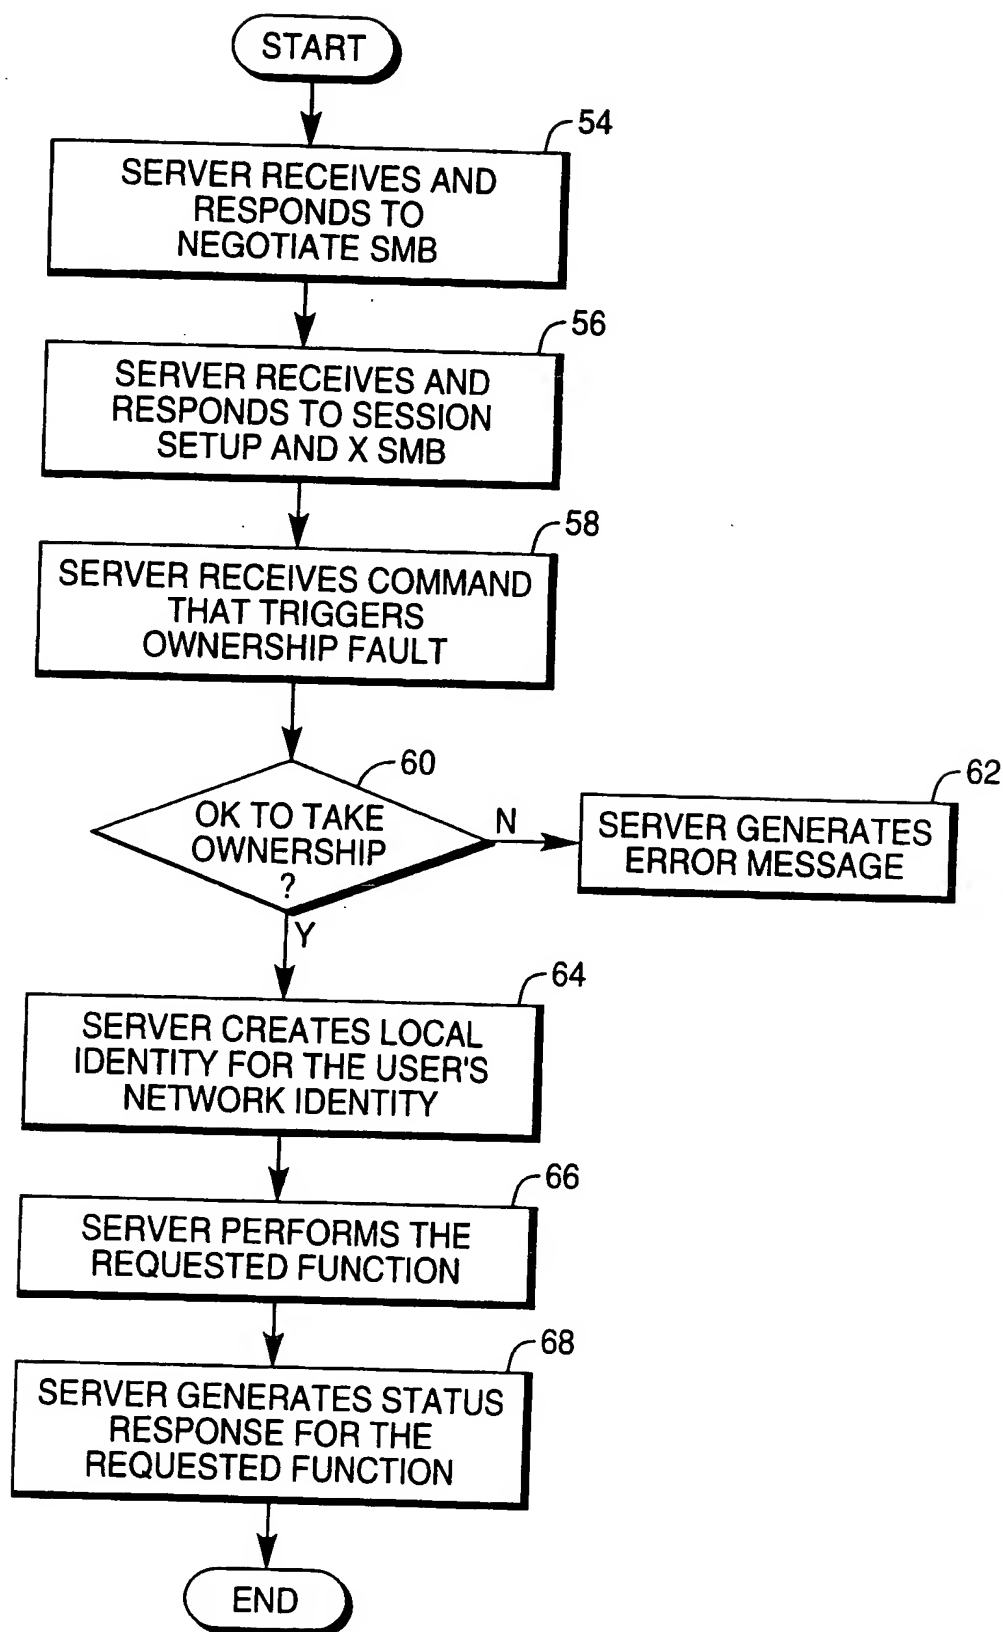 START
54
SERVER RECEIVES AND
RESPONDS TO
NEGOTIATE SMB
56
SERVER RECEIVES AND
RESPONDS TO SESSION
SETUP AND X SMB
58
SERVER RECEIVES COMMAND
THAT TRIGGERS
OWNERSHIP FAULT
60
OK TO TAKE
OWNERSHIP
?
N
62
SERVER GENERATES
ERROR MESSAGE
Y
64
SERVER CREATES LOCAL
IDENTITY FOR THE USER'S
NETWORK IDENTITY
66
SERVER PERFORMS THE
REQUESTED FUNCTION
68
SERVER GENERATES STATUS
RESPONSE FOR THE
REQUESTED FUNCTION
END